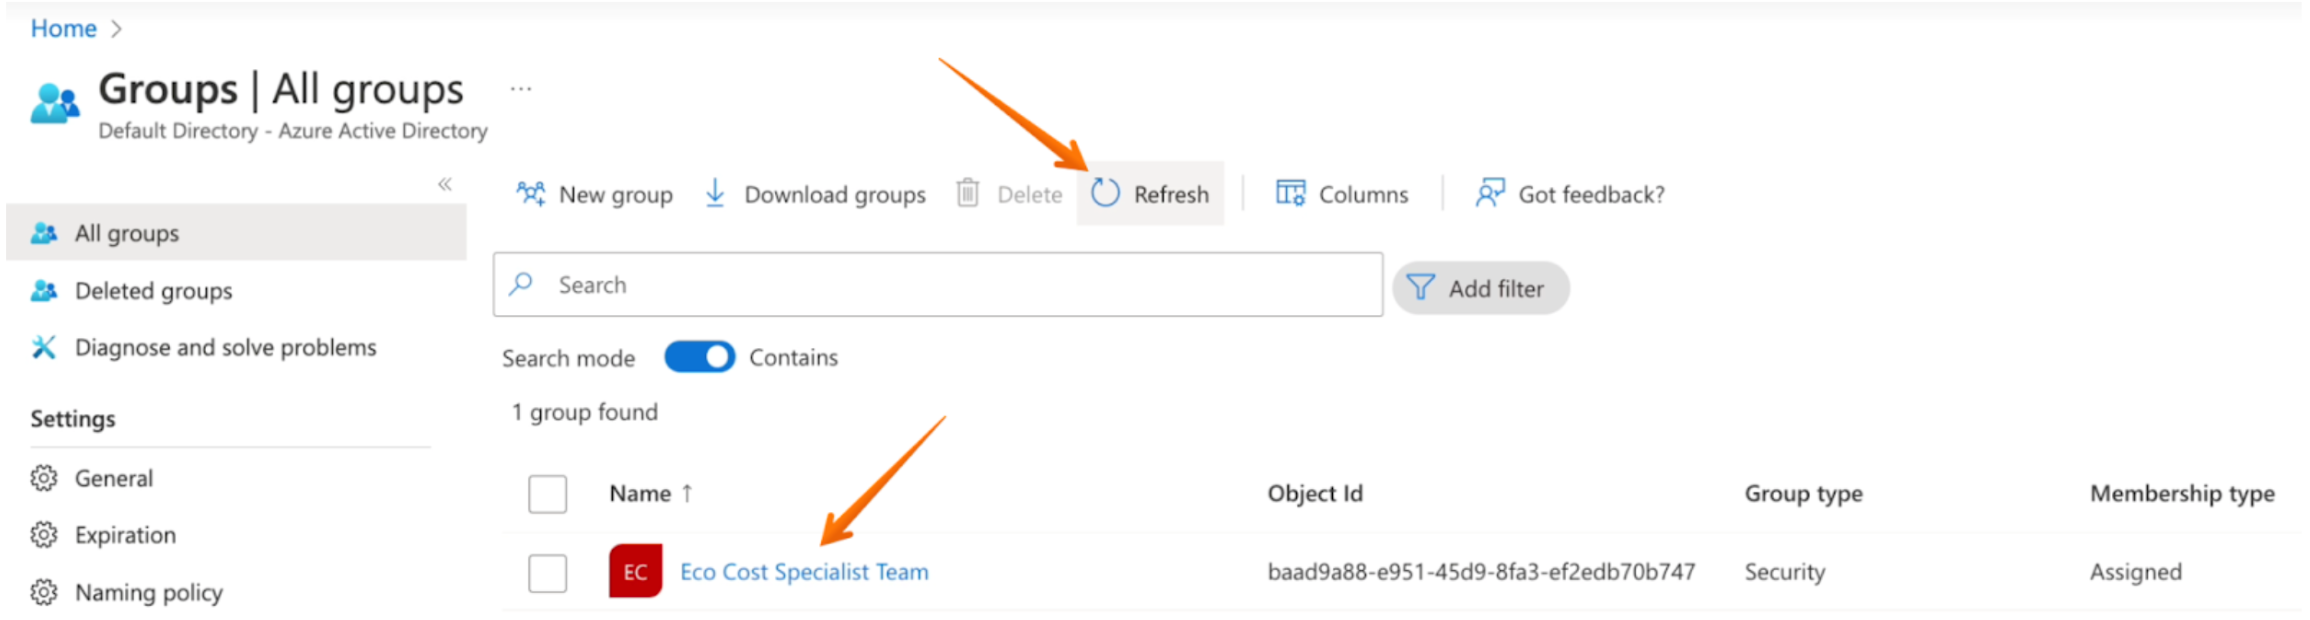 Home
Groups | All groups ...
Default Directory - Azure Active Directory
«
All groups
Deleted groups
Diagnose and solve problems
Settings
General
Expiration
Naming policy
New group Download groups Delete Refresh Columns Got feedback?
Search Add filter
Search mode Contains
1 group found
Name ↑ Object Id Group type Membership type
EC Eco Cost Specialist Team baad9a88-e951-45d9-8fa3-ef2edb70b747 Security Assigned